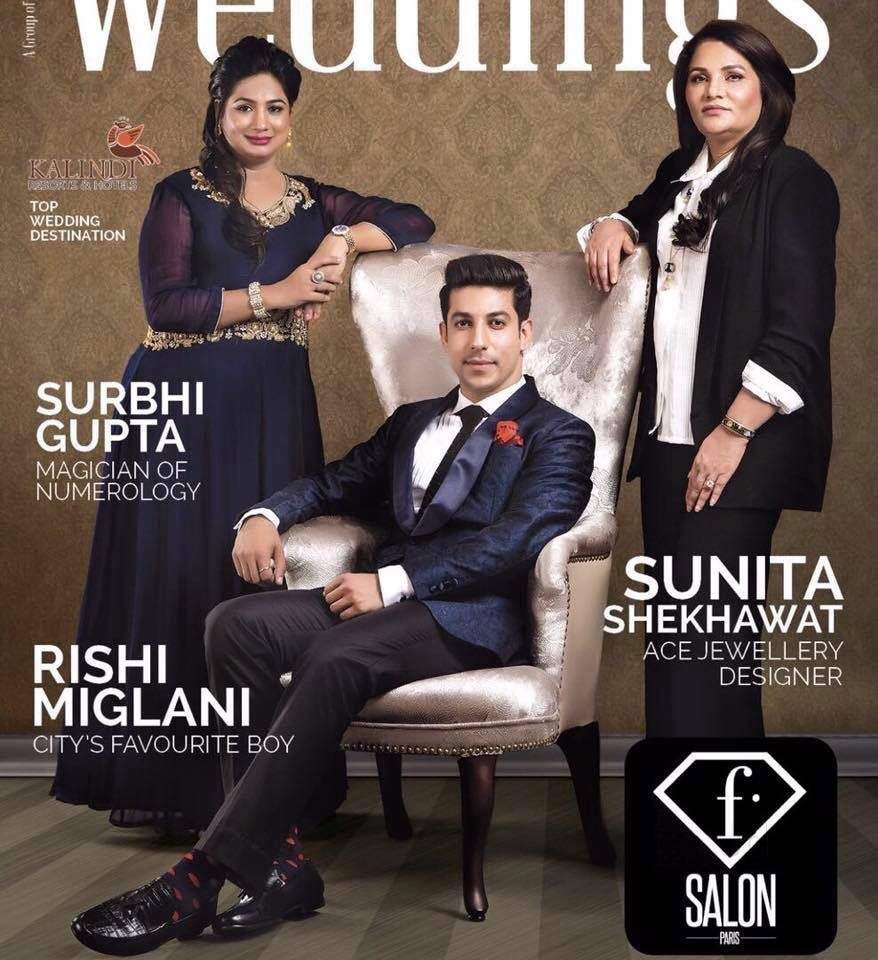 A Group of
Weddings
KALINDI
RESORTS & HOTELS
TOP
WEDDING
DESTINATION
SURBHI
GUPTA
MAGICIAN OF
NUMEROLOGY
SUNITA
SHEKHAWAT
ACE JEWELLERY
DESIGNER
RISHI
MIGLANI
CITY'S FAVOURITE BOY
f.
SALON
PARIS